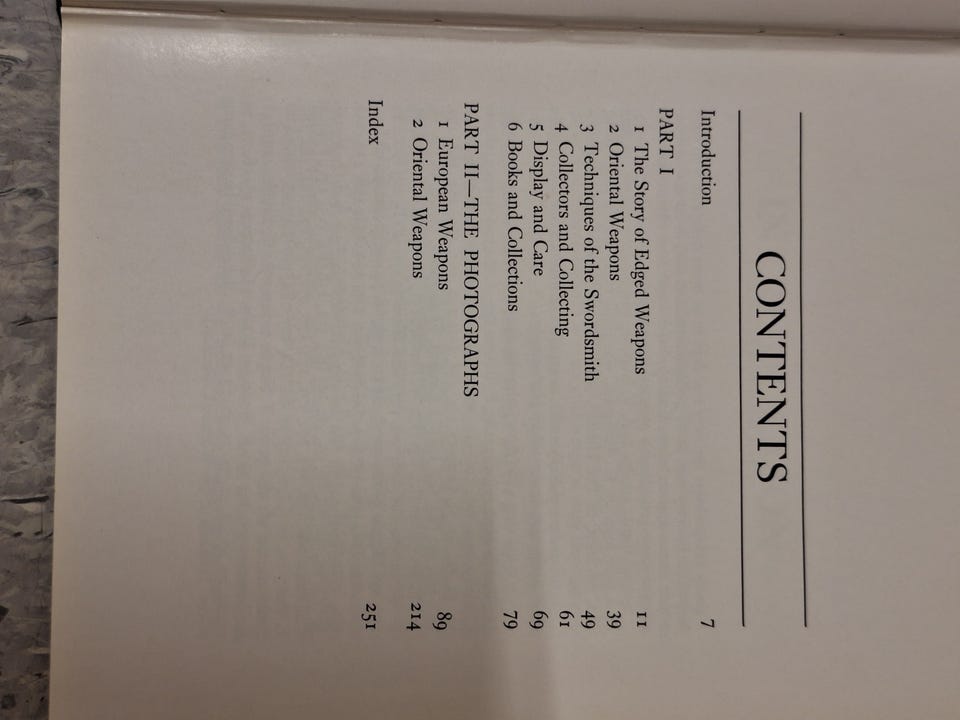 CONTENTS
Introduction 7
PART I
1 The Story of Edged Weapons 11
2 Oriental Weapons 39
3 Techniques of the Swordsmith 49
4 Collectors and Collecting 61
5 Display and Care 69
6 Books and Collections 79
PART II—THE PHOTOGRAPHS
1 European Weapons 89
2 Oriental Weapons 214
Index 251